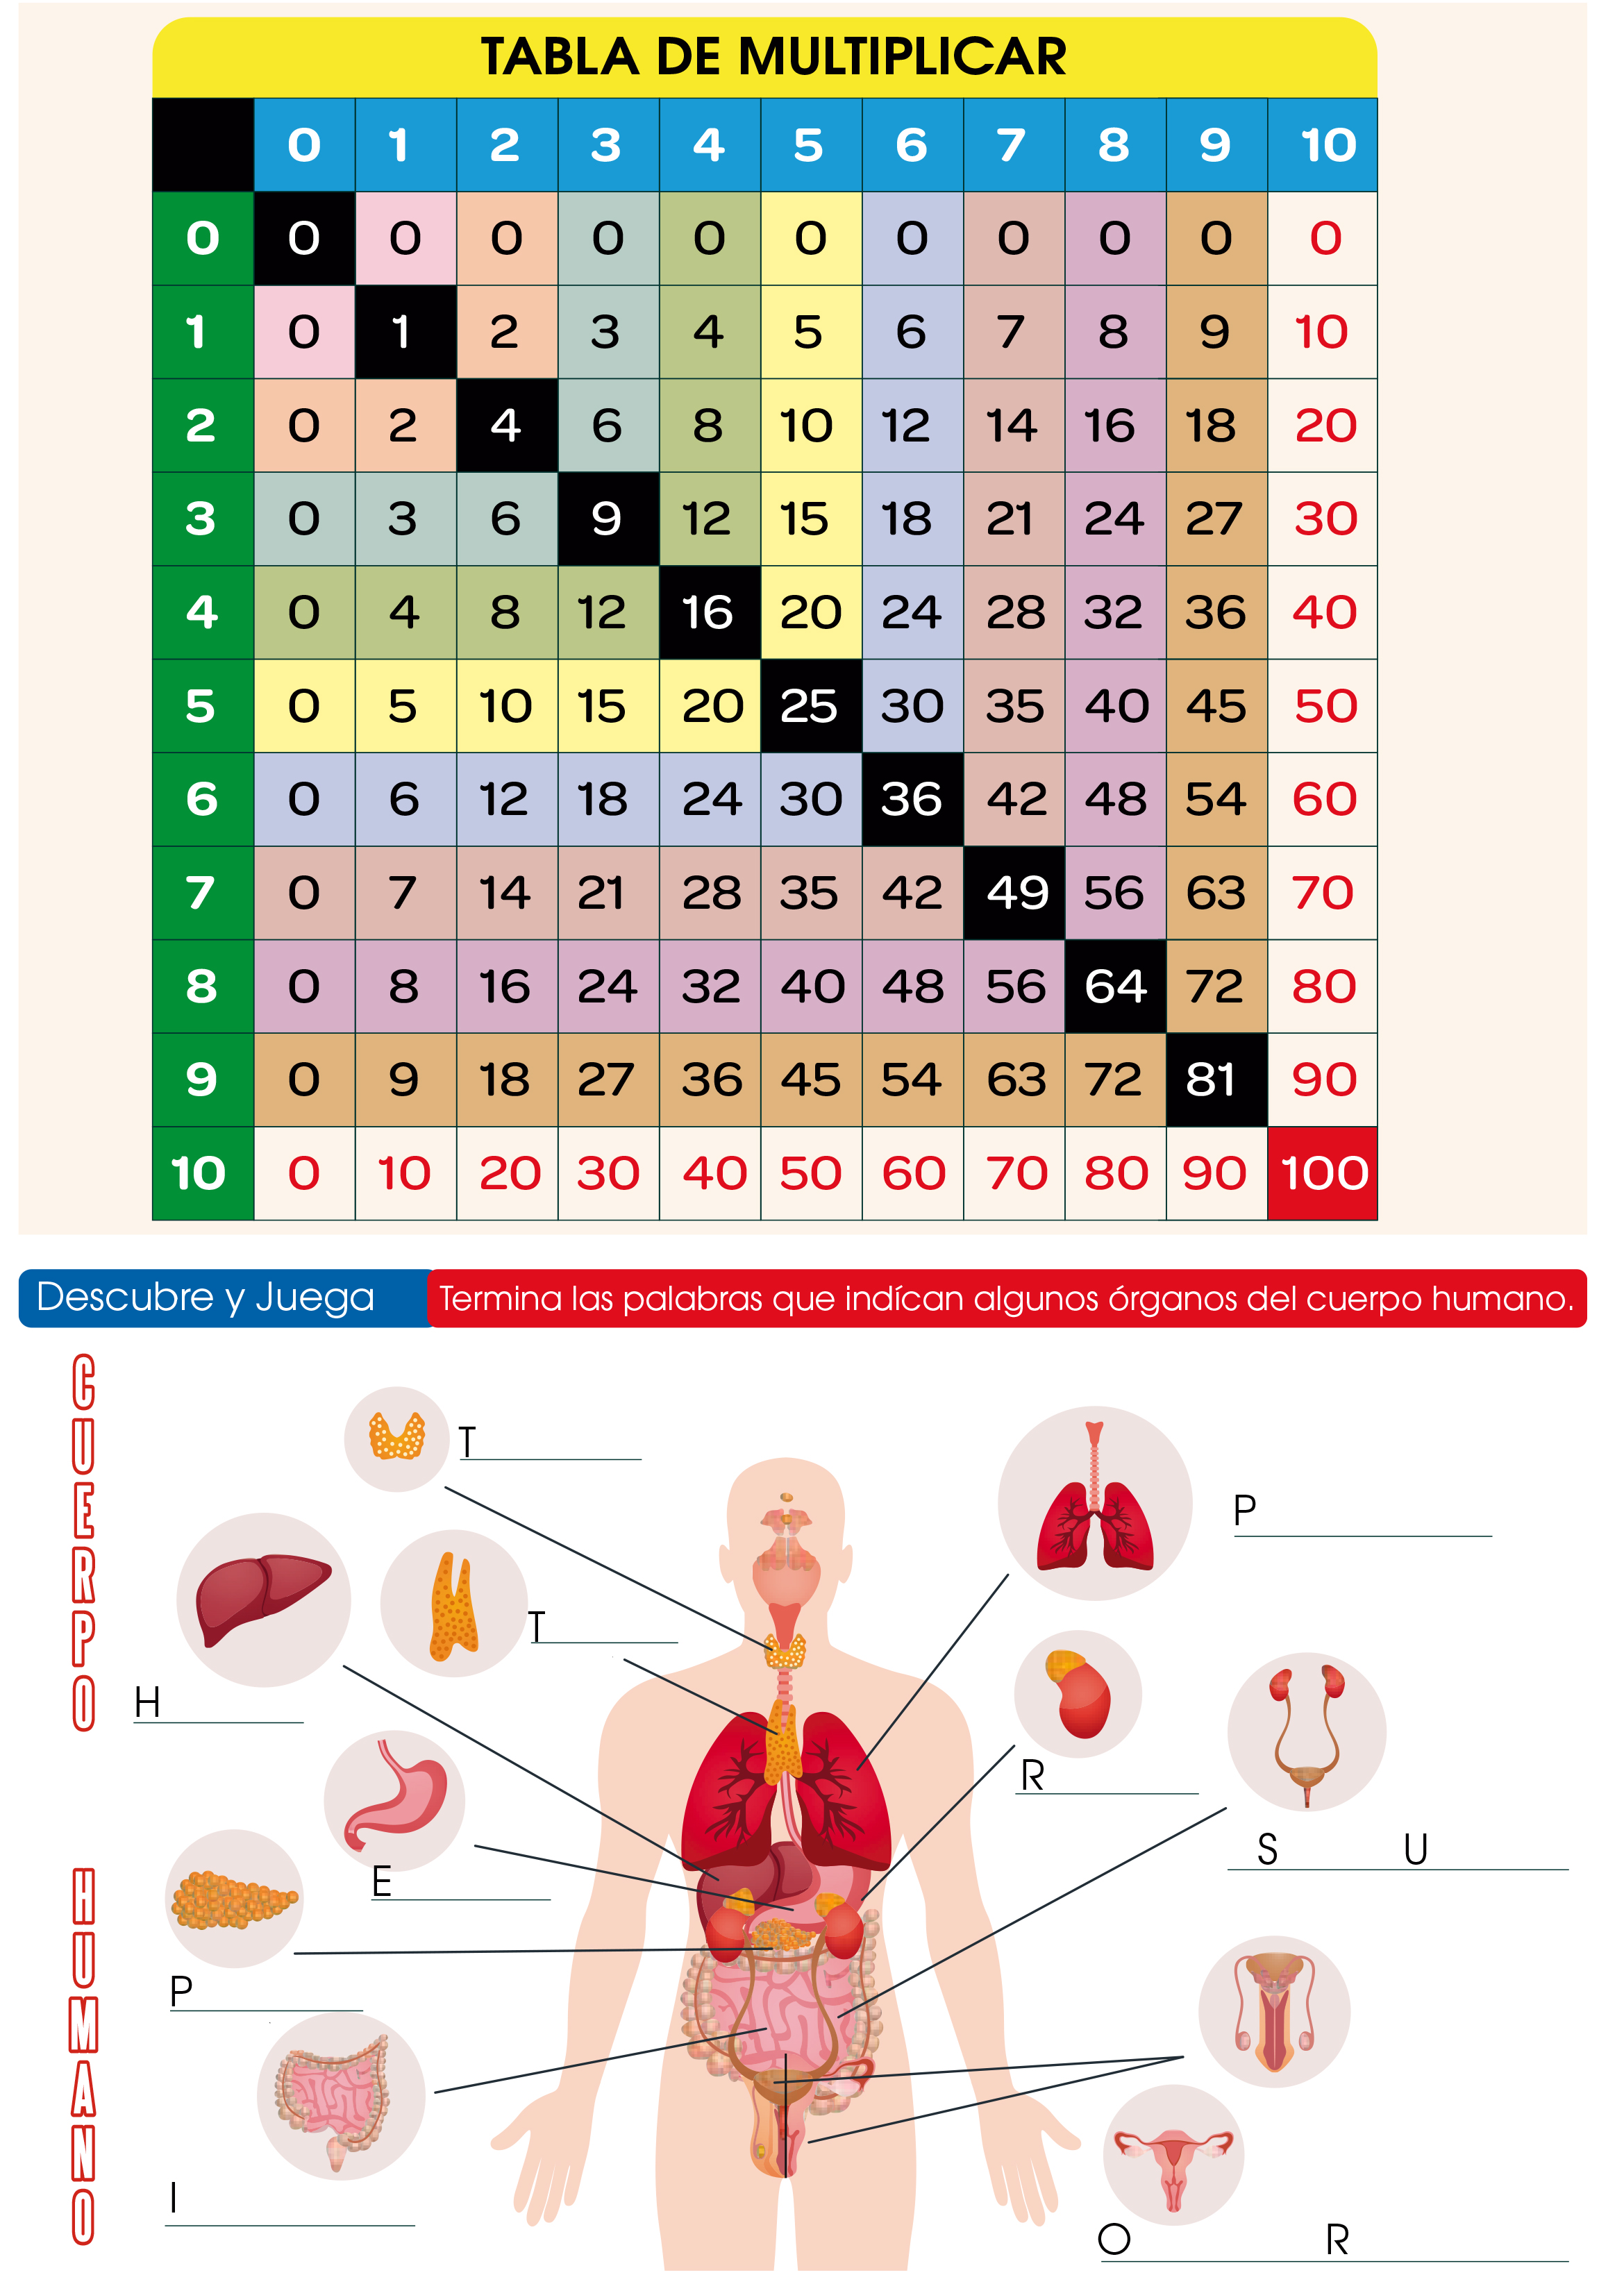 TABLA DE MULTIPLICAR
0 1 2 3 4 5 6 7 8 9 10
0 0 0 0 0 0 0 0 0 0 0 0
1 0 1 2 3 4 5 6 7 8 9 10
2 0 2 4 6 8 10 12 14 16 18 20
3 0 3 6 9 12 15 18 21 24 27 30
4 0 4 8 12 16 20 24 28 32 36 40
5 0 5 10 15 20 25 30 35 40 45 50
6 0 6 12 18 24 30 36 42 48 54 60
7 0 7 14 21 28 35 42 49 56 63 70
8 0 8 16 24 32 40 48 56 64 72 80
9 0 9 18 27 36 45 54 63 72 81 90
10 0 10 20 30 40 50 60 70 80 90 100
Descubre y Juega
Termina las palabras que indícan algunos órganos del cuerpo humano.
CUERPO
HUMANO
T
P
T
H
R
S U
E
P
I
O R